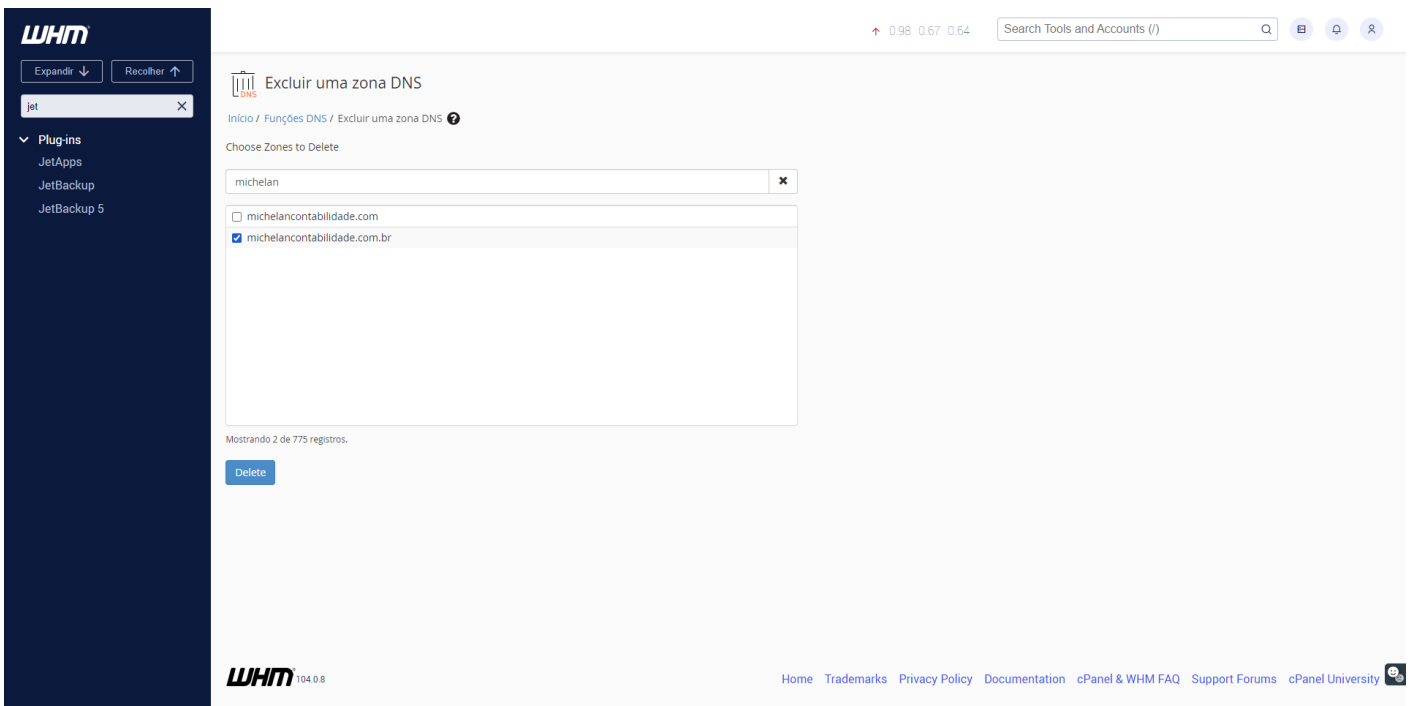 WHM
0.98 0.67 0.64
Search Tools and Accounts (/)
Expandir
Recolher
jet
Plug-ins
JetApps
JetBackup
JetBackup 5
DNS
Excluir uma zona DNS
Início / Funções DNS / Excluir uma zona DNS ?
Choose Zones to Delete
michelan
michelancontabilidade.com
michelancontabilidade.com.br
Mostrando 2 de 775 registros.
Delete
WHM 104.0.8
Home Trademarks Privacy Policy Documentation cPanel & WHM FAQ Support Forums cPanel University